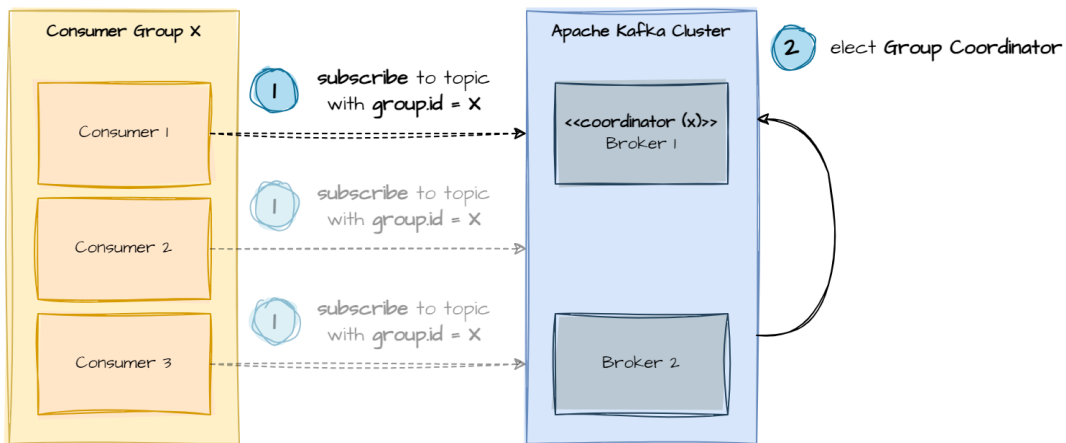 Consumer Group X
Apache Kafka Cluster
2
elect Group Coordinator
1
subscribe to topic
with group.id = X
Consumer 1
<<coordinator (x)>>
Broker 1
1
subscribe to topic
with group.id = X
Consumer 2
1
subscribe to topic
with group.id = X
Consumer 3
Broker 2